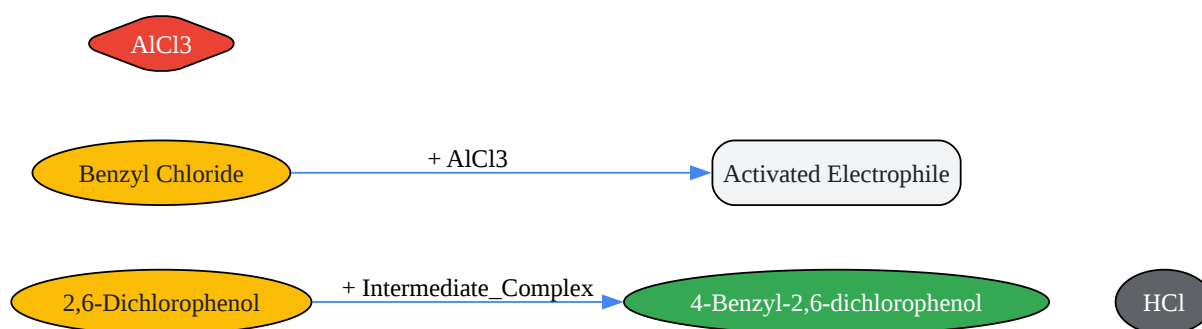 AlCl3
Benzyl Chloride
+ AlCl3
Activated Electrophile
2,6-Dichlorophenol
+ Intermediate_Complex
4-Benzyl-2,6-dichlorophenol
HCl